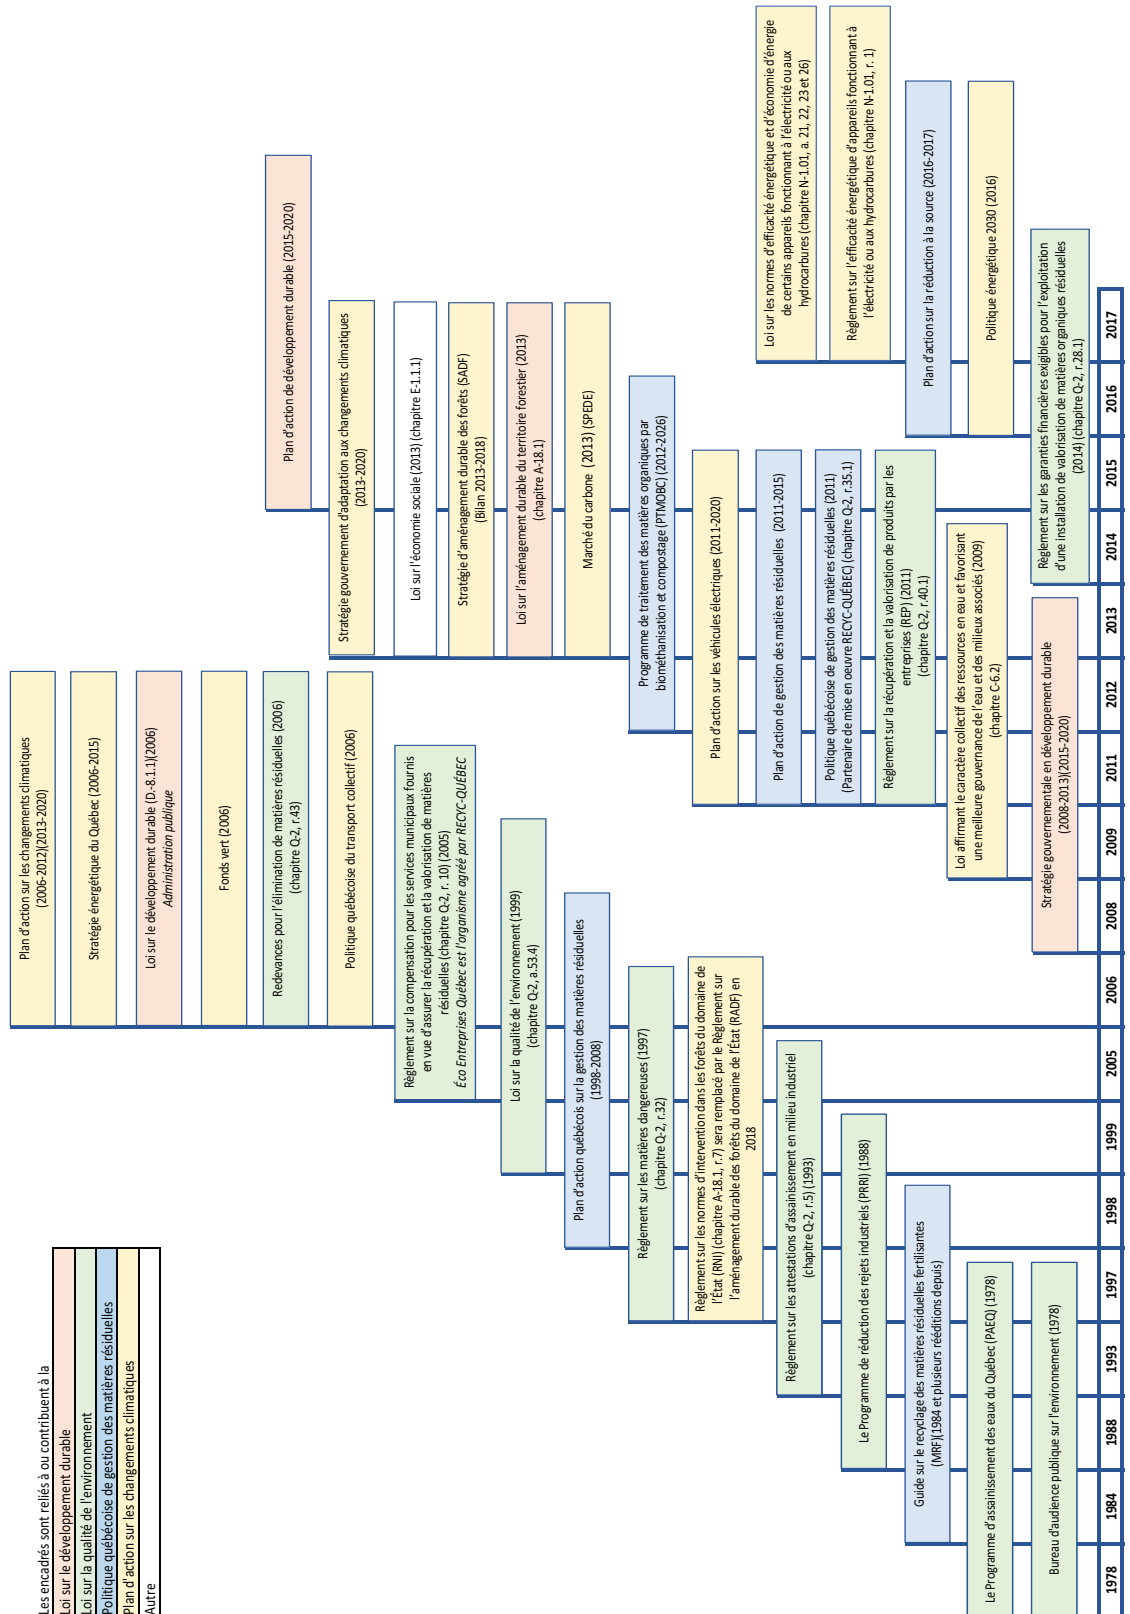 Les encadrés sont reliés à ou contribuent à la
Loi sur le développement durable
Loi sur la qualité de l'environnement
Politique québécoise de gestion des matières résiduelles
Plan d'action sur les changements climatiques
Autre
Plan d'action sur les changements climatiques
(2006-2012)(2013-2020)
Stratégie énergétique du Québec (2006-2015)
Loi sur le développement durable (D.-8.1.1)(2006)
Administration publique
Fonds vert (2006)
Redevances pour l'élimination de matières résiduelles (2006)
(chapitre Q-2, r.43)
Politique québécoise du transport collectif (2006)
Règlement sur la compensation pour les services municipaux fournis
en vue d'assurer la récupération et la valorisation de matières
résiduelles (chapitre Q-2, r. 10) (2005)
Éco Entreprises Québec est l'organisme agréé par RECYC-QUÉBEC
Loi sur la qualité de l'environnement (1999)
(chapitre Q-2, a.53.4)
Plan d'action québécois sur la gestion des matières résiduelles
(1998-2008)
Règlement sur les matières dangereuses (1997)
(chapitre Q-2, r.32)
Règlement sur les normes d'intervention dans les forêts du domaine de
l'État (RNI) (chapitre A-18.1, r.7) sera remplacé par le Règlement sur
l'aménagement durable des forêts du domaine de l'État (RADF) en
2018
Règlement sur les attestations d'assainissement en milieu industriel
(chapitre Q-2, r.5) (1993)
Le Programme de réduction des rejets industriels (PRRI) (1988)
Guide sur le recyclage des matières résiduelles fertilisantes
(MRF)(1984 et plusieurs rééditions depuis)
Le Programme d'assainissement des eaux du Québec (PAEQ) (1978)
Bureau d'audience publique sur l'environnement (1978)
Plan d'action de développement durable (2015-2020)
Stratégie gouvernement d'adaptation aux changements climatiques
(2013-2020)
Loi sur l'économie sociale (2013) (chapitre E-1.1.1)
Stratégie d'aménagement durable des forêts (SADF)
(Bilan 2013-2018)
Loi sur l'aménagement durable du territoire forestier (2013)
(chapitre A-18.1)
Marché du carbone (2013) (SPEDE)
Programme de traitement des matières organiques par
biométhanisation et compostage (PTMOBC) (2012-2026)
Plan d'action sur les véhicules électriques (2011-2020)
Plan d'action de gestion des matières résiduelles (2011-2015)
Politique québécoise de gestion des matières résiduelles (2011)
(Partenaire de mise en oeuvre RECYC-QUÉBEC) (chapitre Q-2, r.35.1)
Règlement sur la récupération et la valorisation de produits par les
entreprises (REP) (2011)
(chapitre Q-2, r.40.1)
Loi affirmant le caractère collectif des ressources en eau et favorisant
une meilleure gouvernance de l'eau et des milieux associés (2009)
(chapitre C-6.2)
Stratégie gouvernementale en développement durable
(2008-2013)(2015-2020)
Loi sur les normes d'efficacité énergétique et d'économie d'énergie
de certains appareils fonctionnant à l'électricité ou aux
hydrocarbures (chapitre N-1.01, a. 21, 22, 23 et 26)
Règlement sur l'efficacité énergétique d'appareils fonctionnant à
l'électricité ou aux hydrocarbures (chapitre N-1.01, r. 1)
Plan d'action sur la réduction à la source (2016-2017)
Politique énergétique 2030 (2016)
Règlement sur les garanties financières exigibles pour l'exploitation
d'une installation de valorisation de matières organiques résiduelles
(2014) (chapitre Q-2, r.28.1)
1978
1984
1988
1993
1997
1998
1999
2005
2006
2008
2009
2011
2012
2013
2014
2015
2016
2017